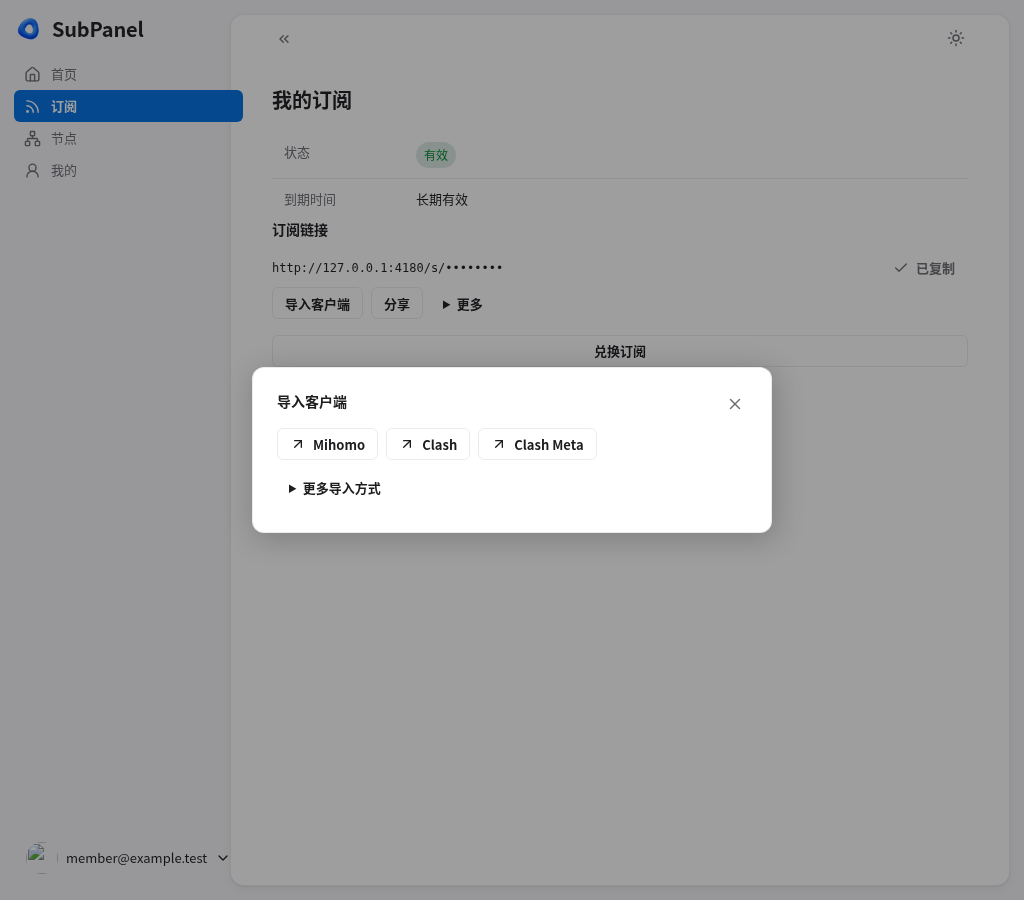 SubPanel
首页
订阅
节点
我的
我的订阅
状态 有效
到期时间 长期有效
订阅链接
http://127.0.0.1:4180/s/•••••••• 已复制
导入客户端 分享 更多
兑换订阅
导入客户端
Mihomo Clash Clash Meta
更多导入方式
member@example.test